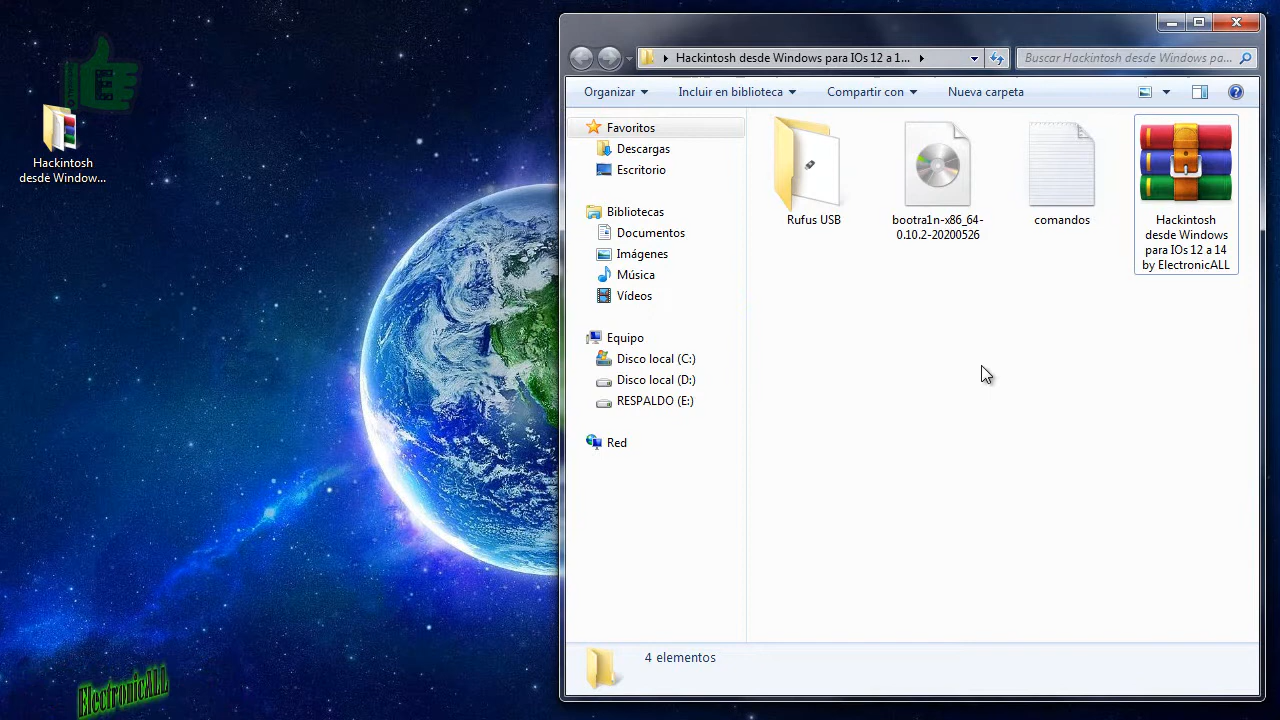 Hackintosh
desde Window...
ElectronicALL
Hackintosh desde Windows para IOs 12 a 1...
Buscar Hackintosh desde Windows pa...
Organizar
Incluir en biblioteca
Compartir con
Nueva carpeta
Favoritos
Descargas
Escritorio
Bibliotecas
Documentos
Imágenes
Música
Vídeos
Equipo
Disco local (C:)
Disco local (D:)
RESPALDO (E:)
Red
Rufus USB
bootra1n-x86_64-
0.10.2-20200526
comandos
Hackintosh
desde Windows
para IOs 12 a 14
by ElectronicALL
4 elementos